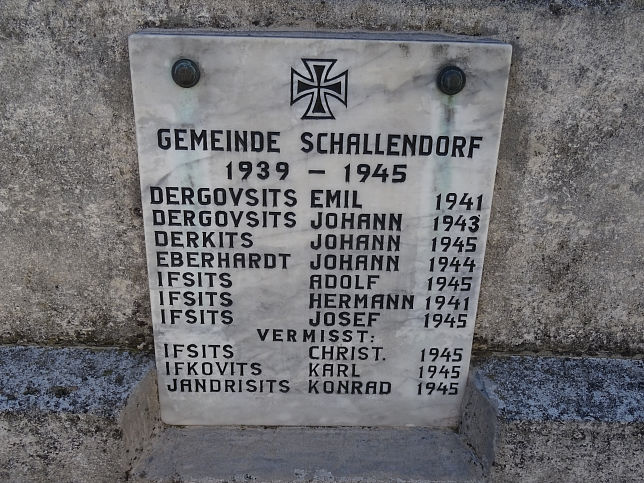 GEMEINDE SCHALLENDORF
1939 – 1945
DERGOVSITS EMIL 1941
DERGOVSITS JOHANN 1943
DERKITS JOHANN 1945
EBERHARDT JOHANN 1944
IFSITS ADOLF 1945
IFSITS HERMANN 1941
IFSITS JOSEF 1945
VERMISST:
IFSITS CHRIST. 1945
IFKOVITS KARL 1945
JANDRISITS KONRAD 1945